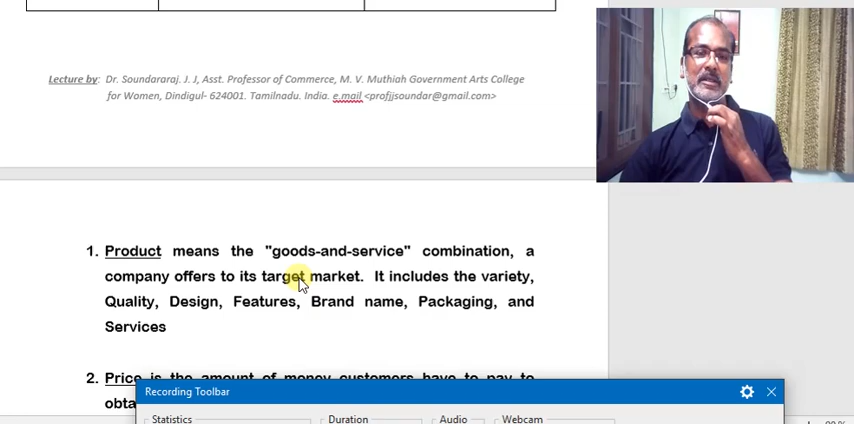 Lecture by: Dr. Soundararaj. J. J, Asst. Professor of Commerce, M. V. Muthiah Government Arts College
for Women, Dindigul- 624001. Tamilnadu. India. e.mail <profjjsoundar@gmail.com>
1. Product means the "goods-and-service" combination, a
company offers to its target market. It includes the variety,
Quality, Design, Features, Brand name, Packaging, and
Services
2. Price is the amount of money customers have to pay to
obta
Recording Toolbar
Statistics Duration Audio Webcam